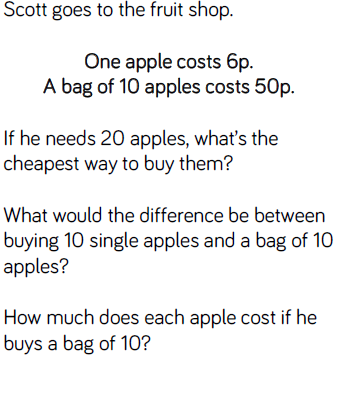 Scott goes to the fruit shop.
One apple costs 6p.
A bag of 10 apples costs 50p.
If he needs 20 apples, what's the
cheapest way to buy them?
What would the difference be between
buying 10 single apples and a bag of 10
apples?
How much does each apple cost if he
buys a bag of 10?